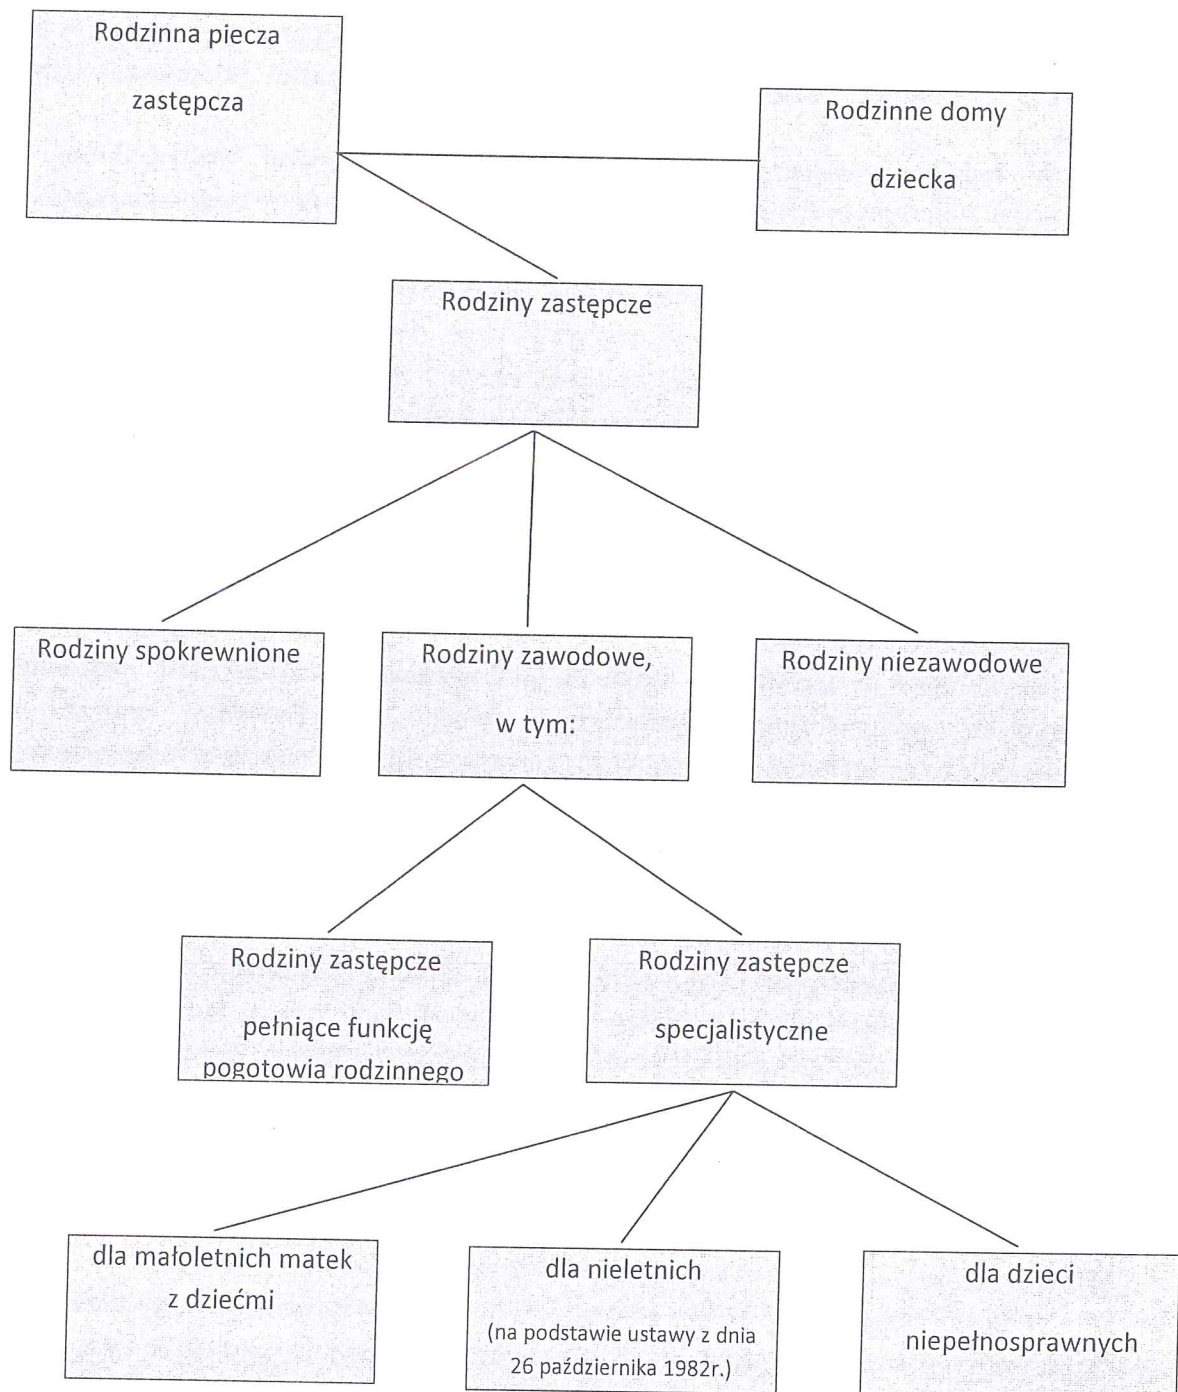 Rodzinna piecza
zastępcza
Rodzinne domy
dziecka
Rodziny zastępcze
Rodziny spokrewnione
Rodziny zawodowe,
w tym:
Rodziny niezawodowe
Rodziny zastępcze
pełniące funkcję
pogotowia rodzinnego
Rodziny zastępcze
specjalistyczne
dla małoletnich matek
z dziećmi
dla nieletnich
(na podstawie ustawy z dnia
26 października 1982r.)
dla dzieci
niepełnosprawnych